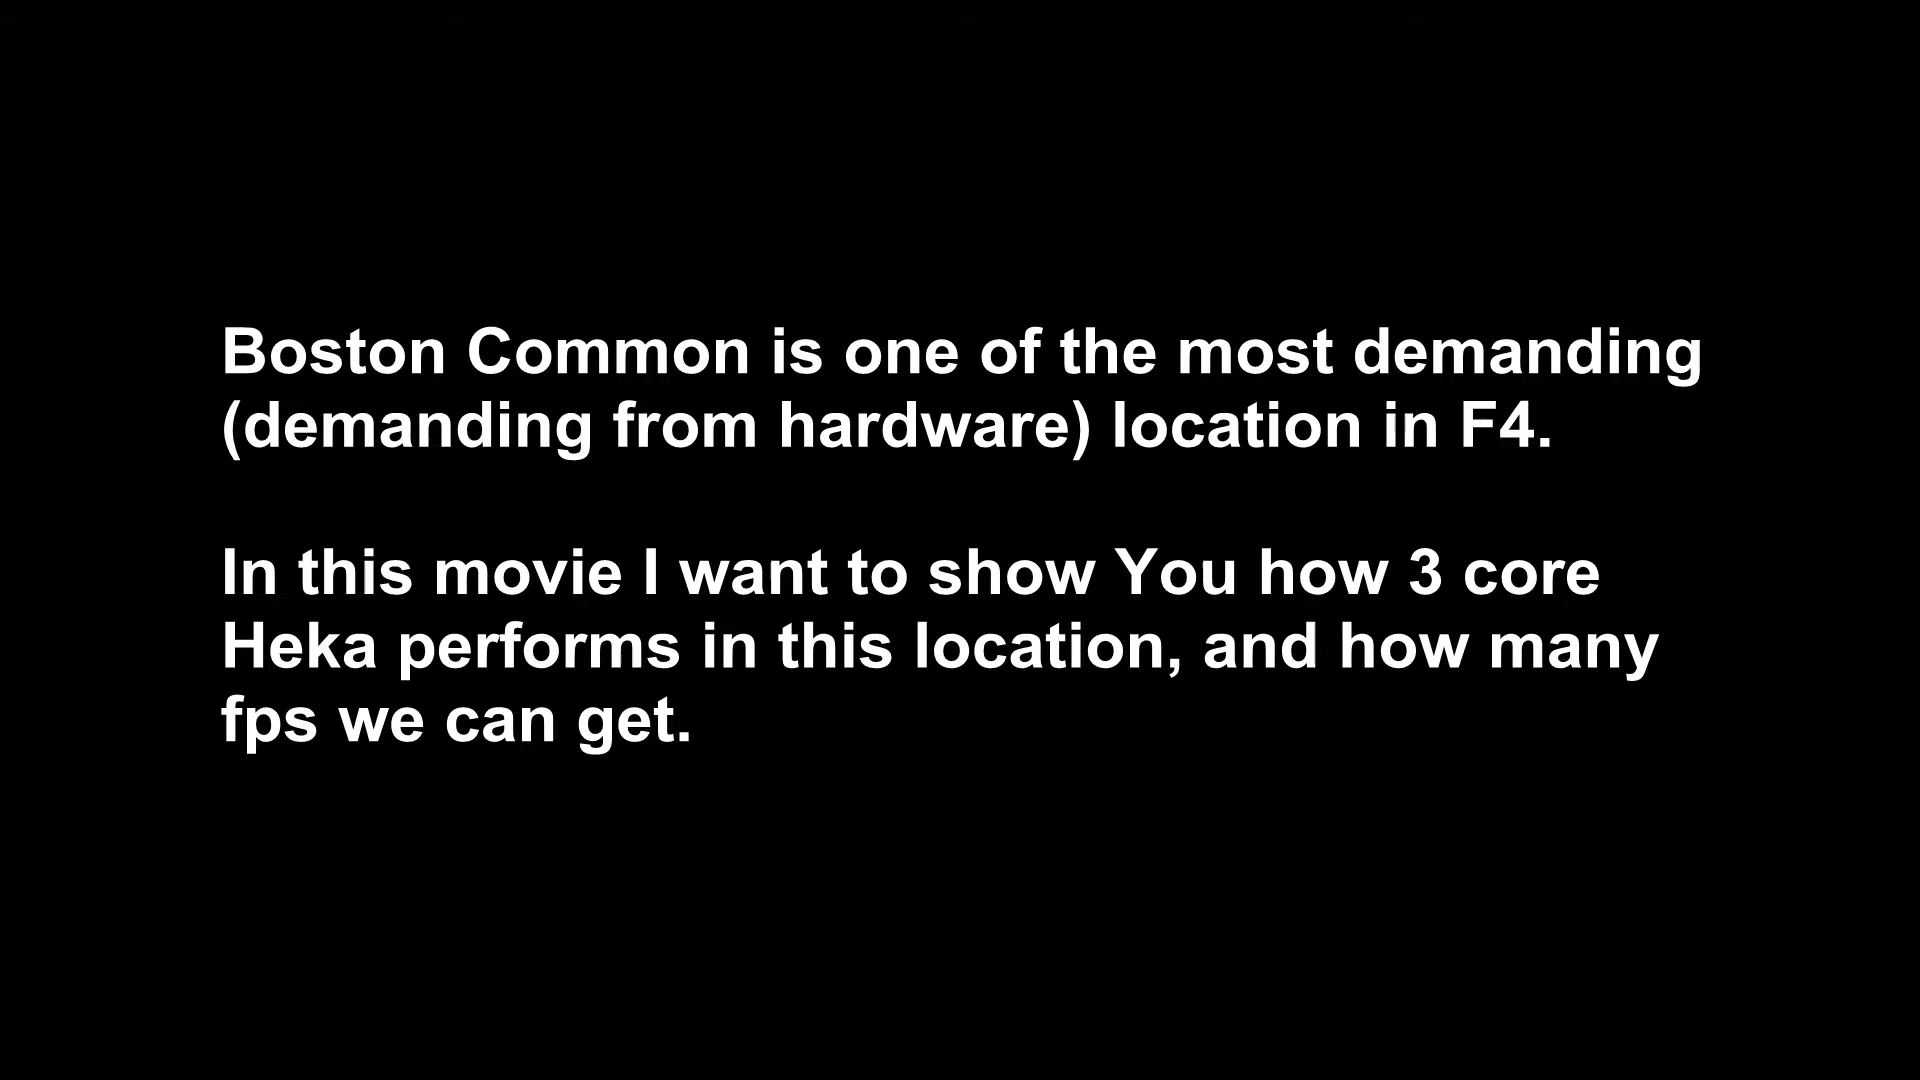 Boston Common is one of the most demanding
(demanding from hardware) location in F4.
In this movie I want to show You how 3 core
Heka performs in this location, and how many
fps we can get.